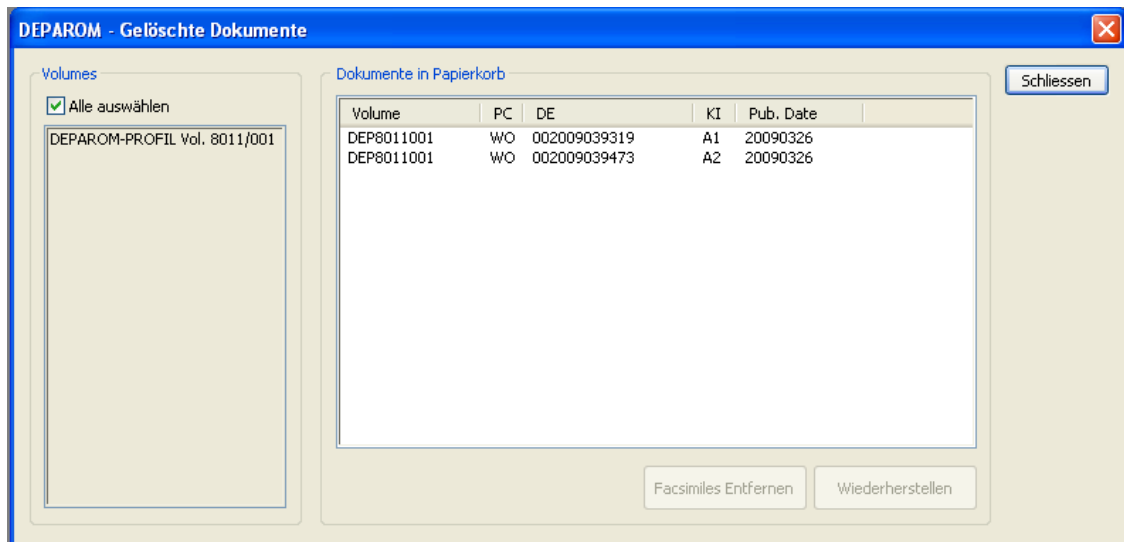 DEPAROM - Gelöschte Dokumente
Volumes
Alle auswählen
DEPAROM-PROFIL Vol. 8011/001
Dokumente in Papierkorb
Volume PC DE KI Pub. Date
DEP8011001 WO 002009039319 A1 20090326
DEP8011001 WO 002009039473 A2 20090326
Facsimiles Entfernen
Wiederherstellen
Schliessen